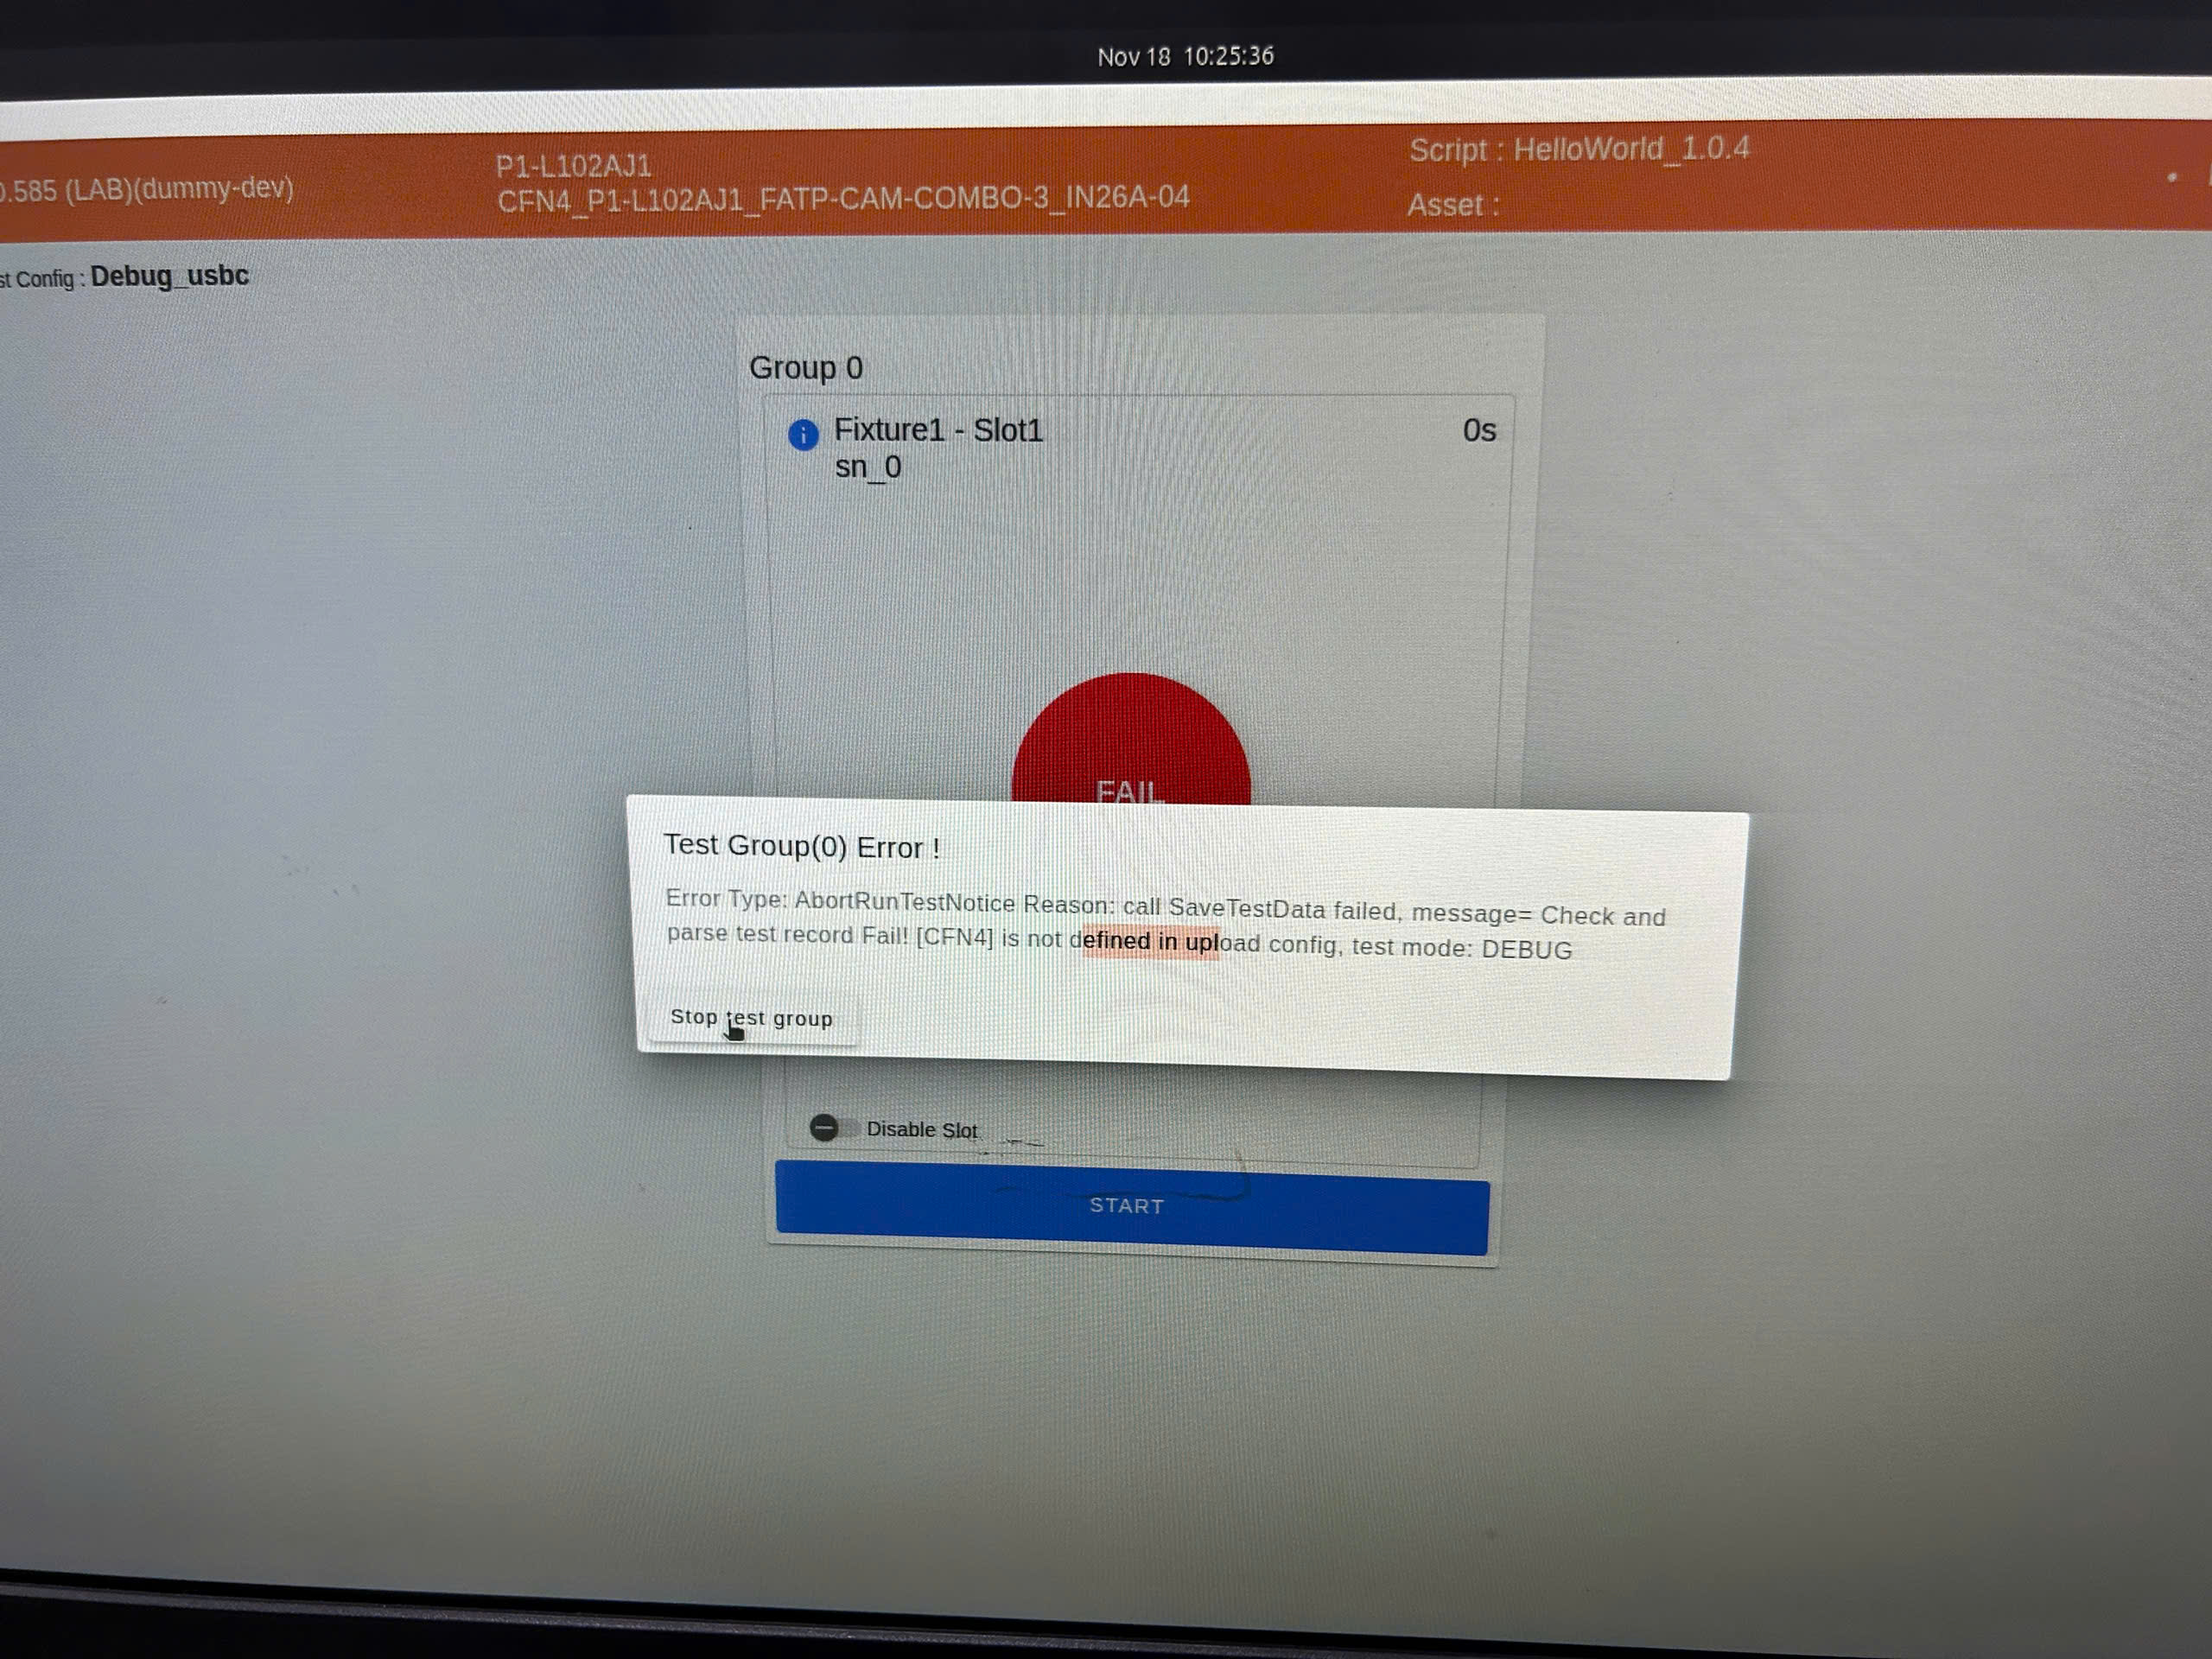 Nov 18 10:25:36
.585 (LAB)(dummy-dev)
P1-L102AJ1
CFN4_P1-L102AJ1_FATP-CAM-COMBO-3_IN26A-04
Script : HelloWorld_1.0.4
Asset :
st Config : Debug_usbc
Group 0
Fixture1 - Slot1
0s
sn_0
FAIL
Test Group(0) Error !
Error Type: AbortRunTestNotice Reason: call SaveTestData failed, message= Check and
parse test record Fail! [CFN4] is not defined in upload config, test mode: DEBUG
Stop test group
Disable Slot
START